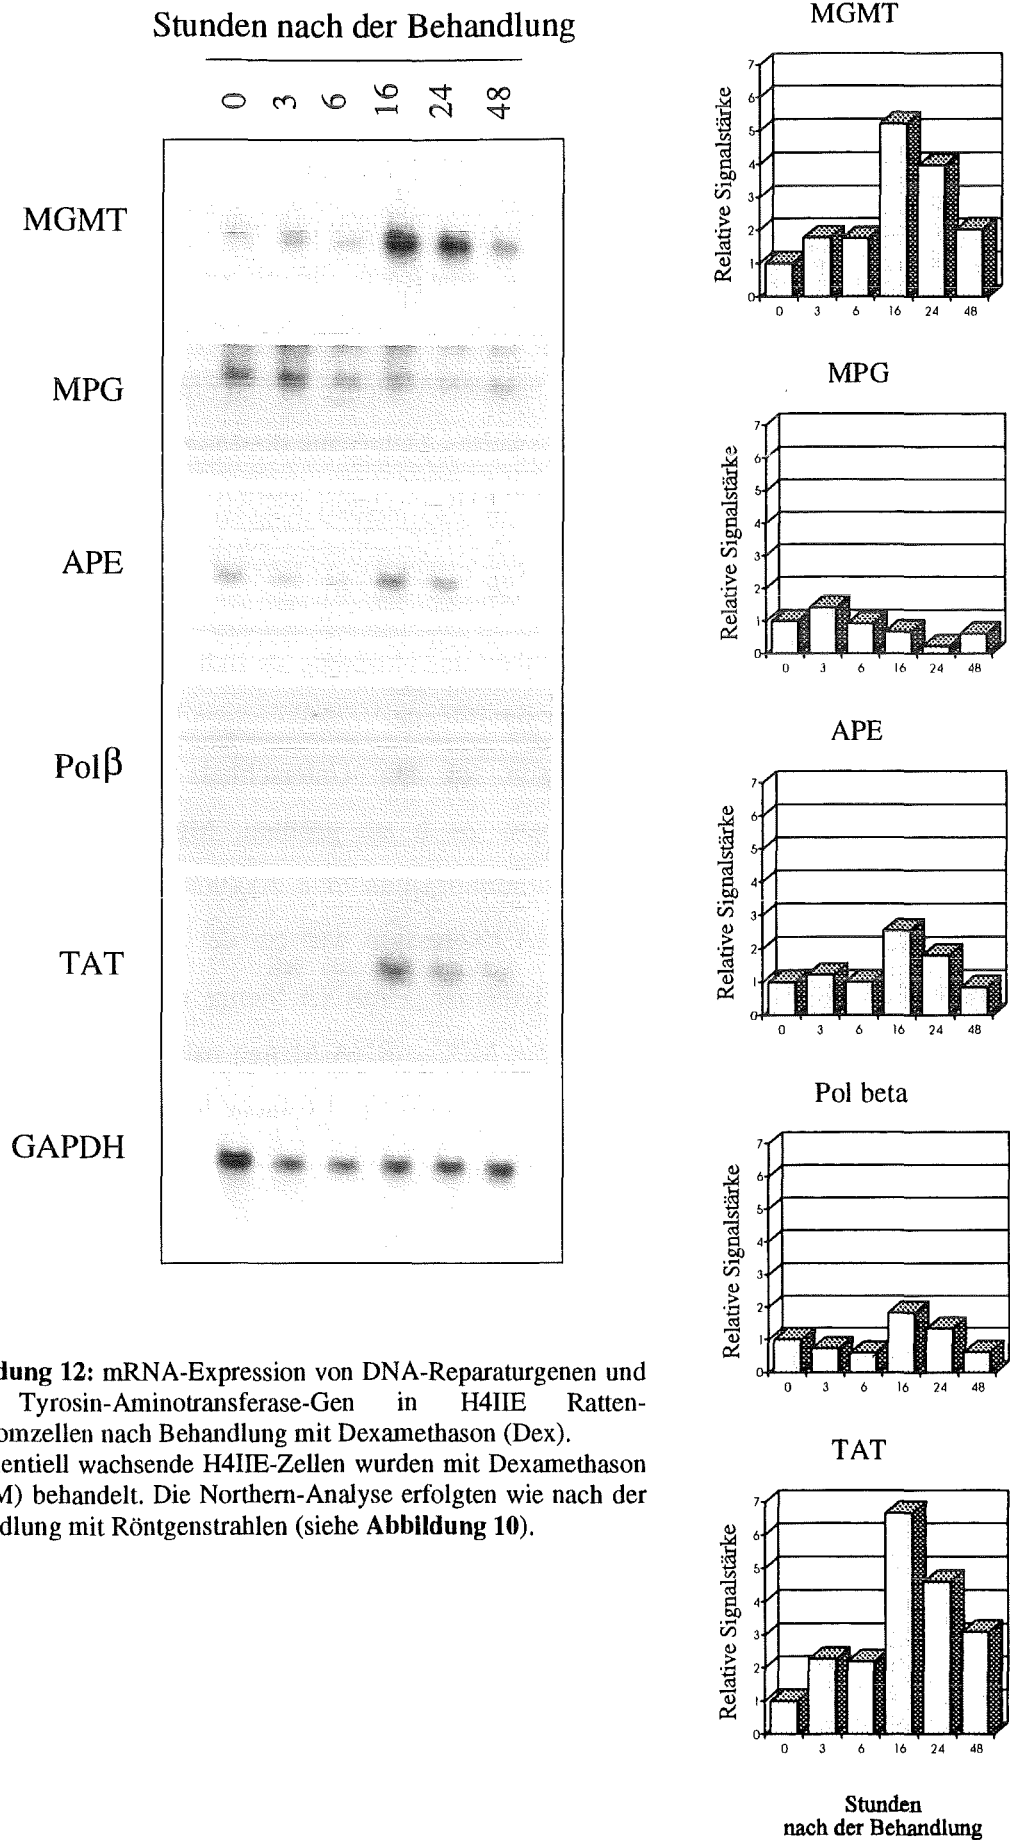 Stunden nach der Behandlung
0 3 6 16 24 48
MGMT
MPG
APE
Polβ
TAT
GAPDH
dung 12: mRNA-Expression von DNA-Reparaturgenen und
Tyrosin-Aminotransferase-Gen in H4IIE Ratten-
omzellen nach Behandlung mit Dexamethason (Dex).
entiell wachsende H4IIE-Zellen wurden mit Dexamethason
M) behandelt. Die Northern-Analyse erfolgten wie nach der
dlung mit Röntgenstrahlen (siehe Abbildung 10).
MGMT
Relative Signalstärke
7
6
5
4
3
2
1
0
0 3 6 16 24 48
MPG
Relative Signalstärke
7
6
5
4
3
2
1
0
0 3 6 16 24 48
APE
Relative Signalstärke
7
6
5
4
3
2
1
0
0 3 6 16 24 48
Pol beta
Relative Signalstärke
7
6
5
4
3
2
1
0
0 3 6 16 24 48
TAT
Relative Signalstärke
7
6
5
4
3
2
1
0
0 3 6 16 24 48
Stunden
nach der Behandlung